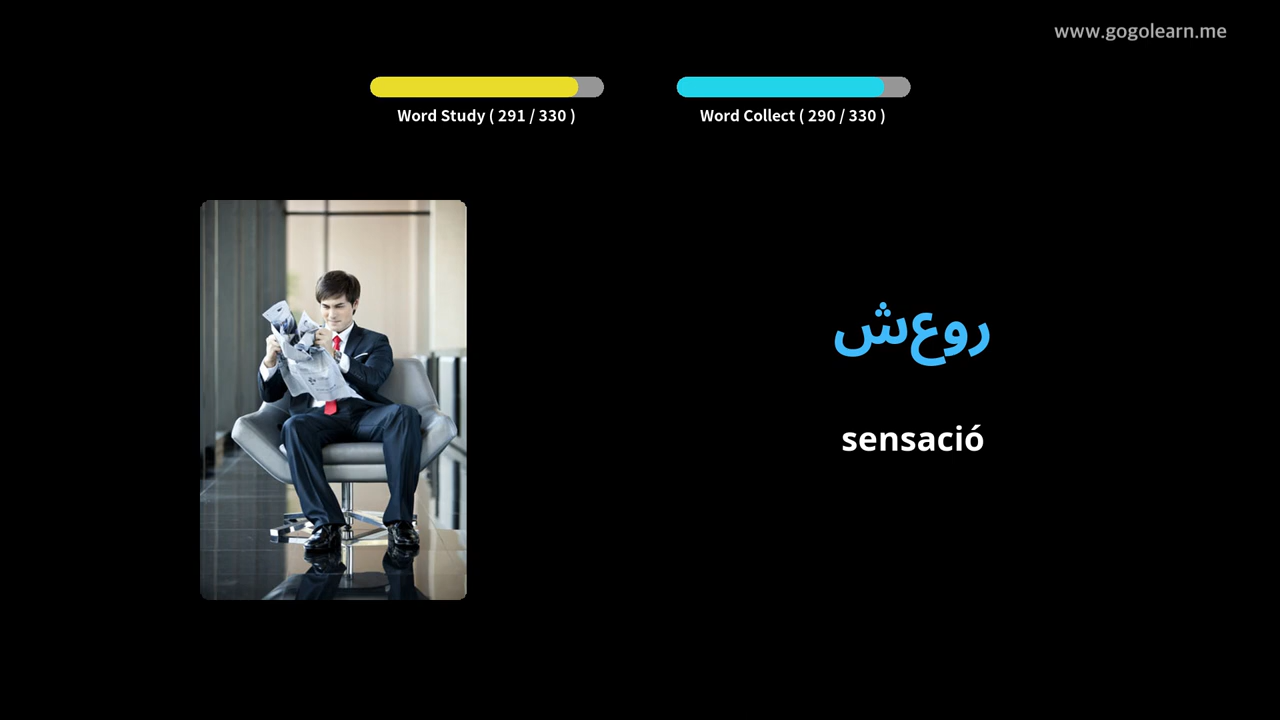 www.gogolearn.me
Word Study ( 291 / 330 )
Word Collect ( 290 / 330 )
روعش
sensació